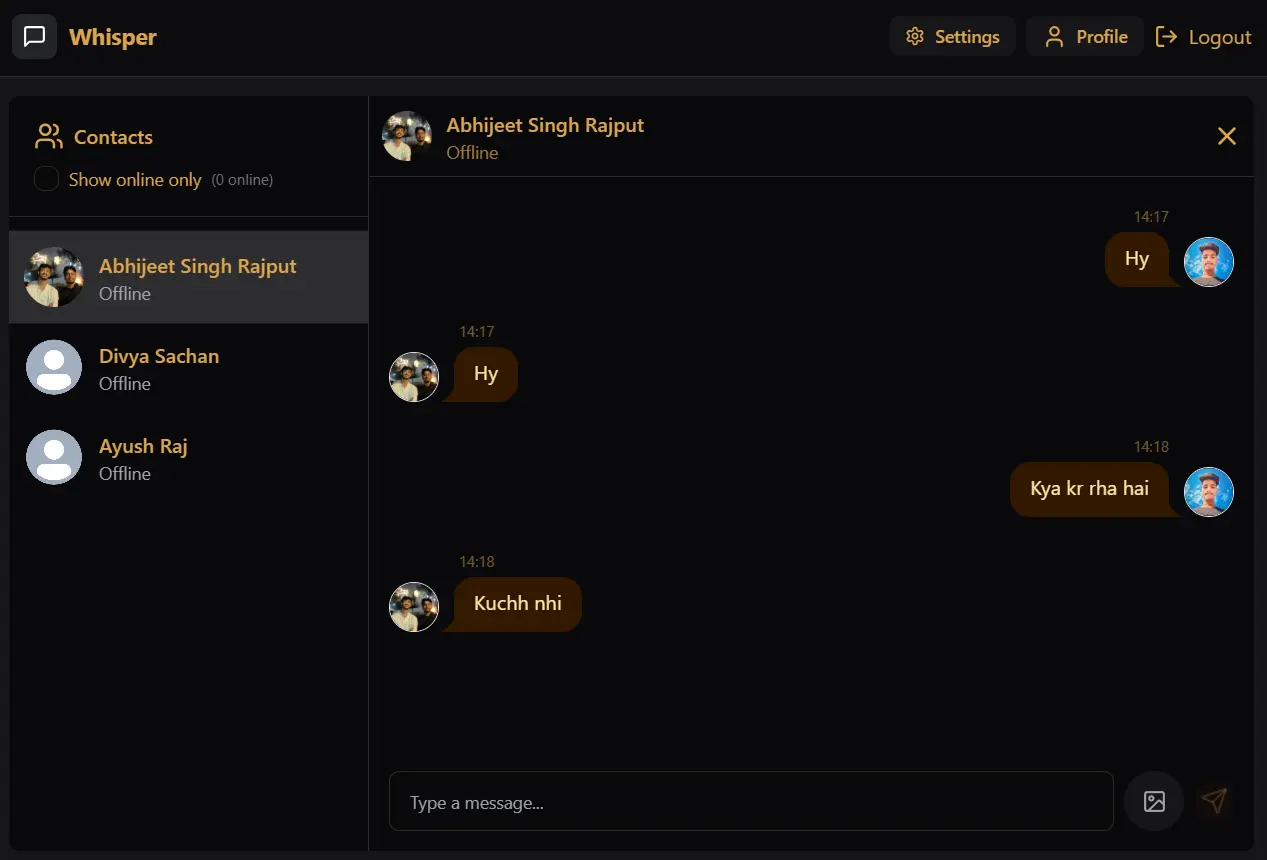 Whisper
Settings
Profile
Logout
Contacts
Show online only (0 online)
Abhijeet Singh Rajput
Offline
Divya Sachan
Offline
Ayush Raj
Offline
Abhijeet Singh Rajput
Offline
14:17
Hy
14:17
Hy
14:18
Kya kr rha hai
14:18
Kuchh nhi
Type a message...